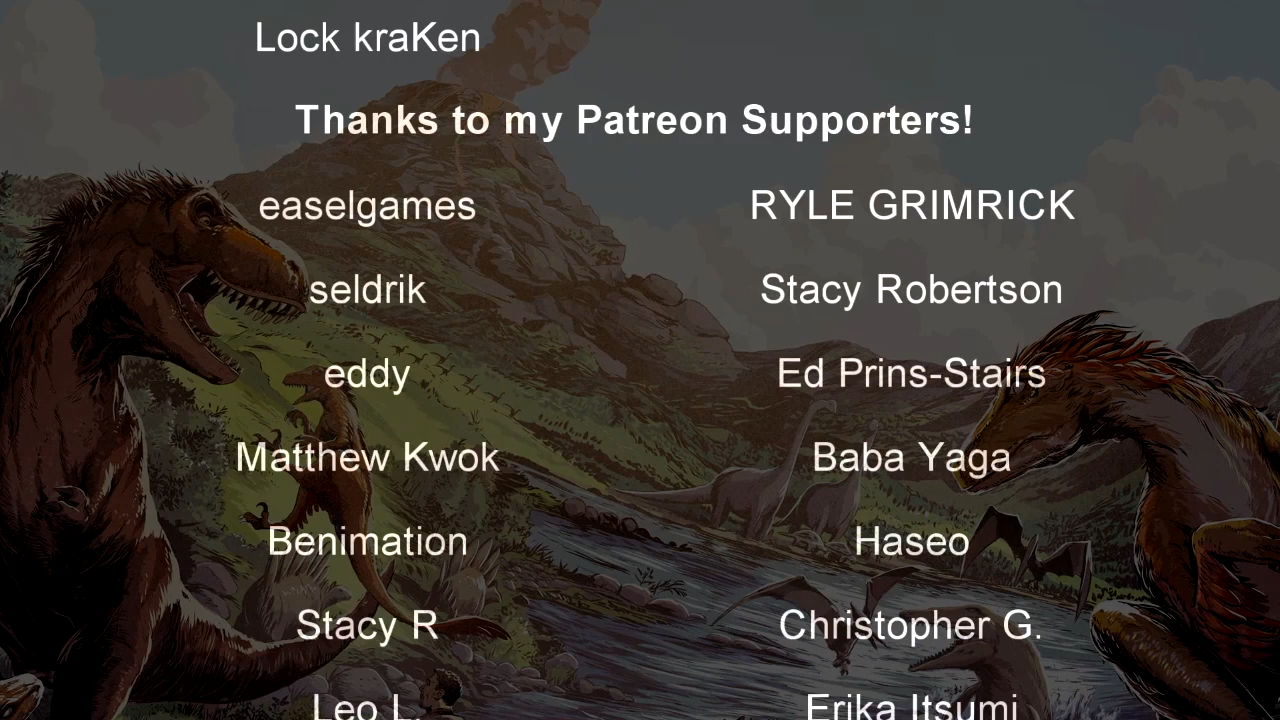 Lock kraKen
Thanks to my Patreon Supporters!
easelgames RYLE GRIMRICK
seldrik Stacy Robertson
eddy Ed Prins-Stairs
Matthew Kwok Baba Yaga
Benimation Haseo
Stacy R Christopher G.
Leo L. Erika Itsumi